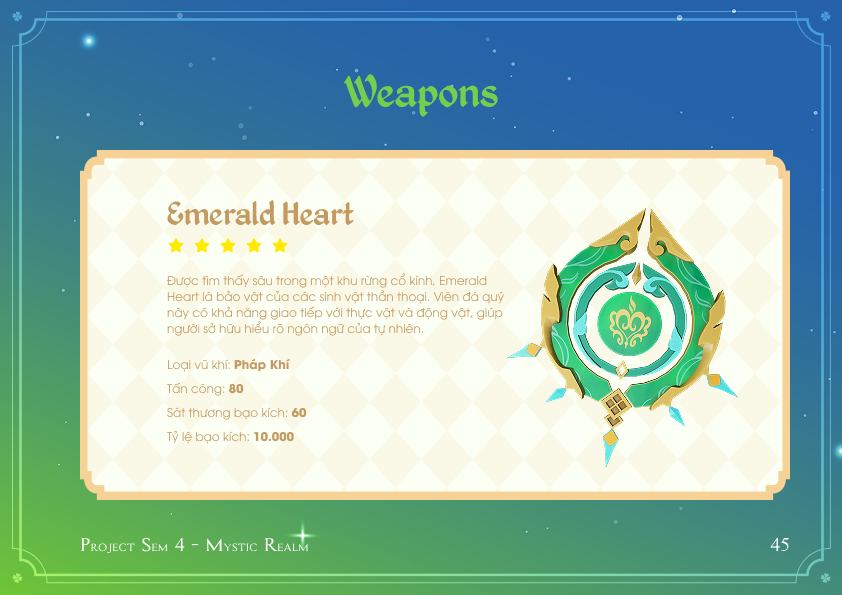 Weapons
Emerald Heart
Được tìm thấy sâu trong một khu rừng cổ kính, Emerald
Heart là bảo vật của các sinh vật thần thoại. Viên đá quý
này có khả năng giao tiếp với thực vật và động vật, giúp
người sở hữu hiểu rõ ngôn ngữ của tự nhiên.
Loại vũ khí: Pháp Khí
Tấn công: 80
Sát thương bạo kích: 60
Tỷ lệ bạo kích: 10.000
Project Sem 4 - Mystic Realm
45